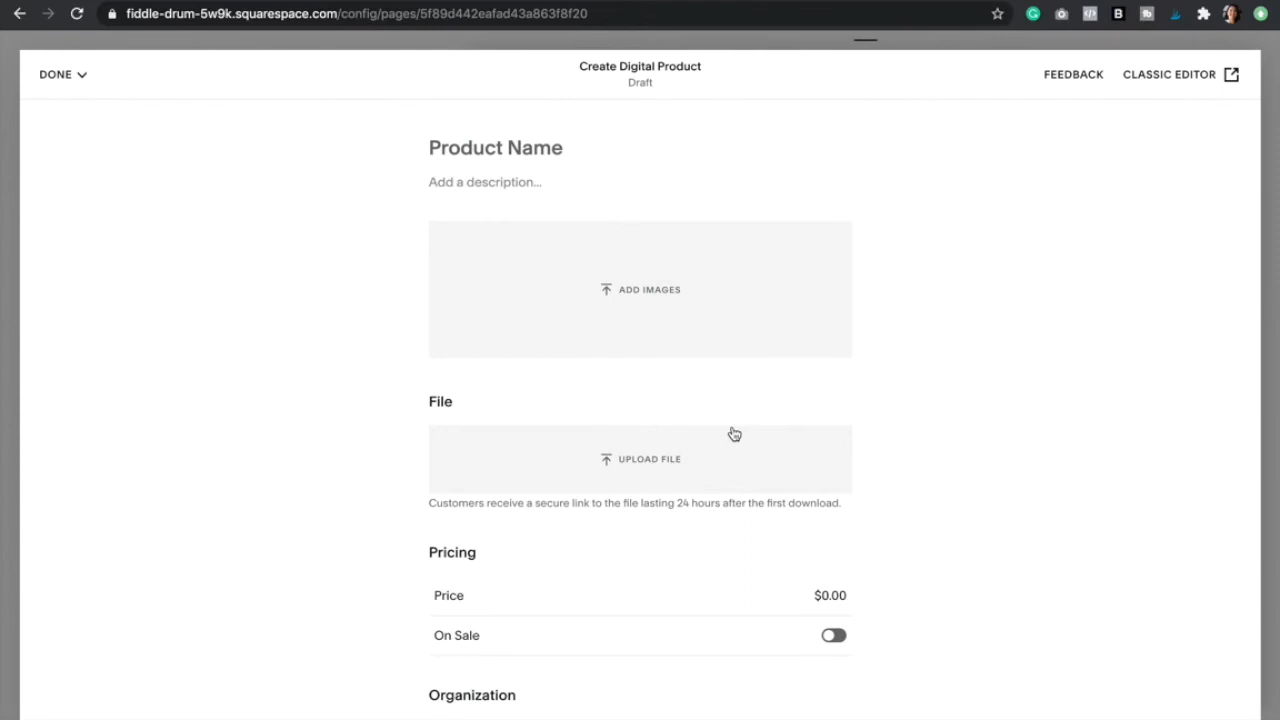 fiddle-drum-5w9k.squarespace.com/config/pages/5f89d442eafad43a863f8f20
DONE
Create Digital Product
Draft
FEEDBACK
CLASSIC EDITOR
Product Name
Add a description...
ADD IMAGES
File
UPLOAD FILE
Customers receive a secure link to the file lasting 24 hours after the first download.
Pricing
Price
$0.00
On Sale
Organization